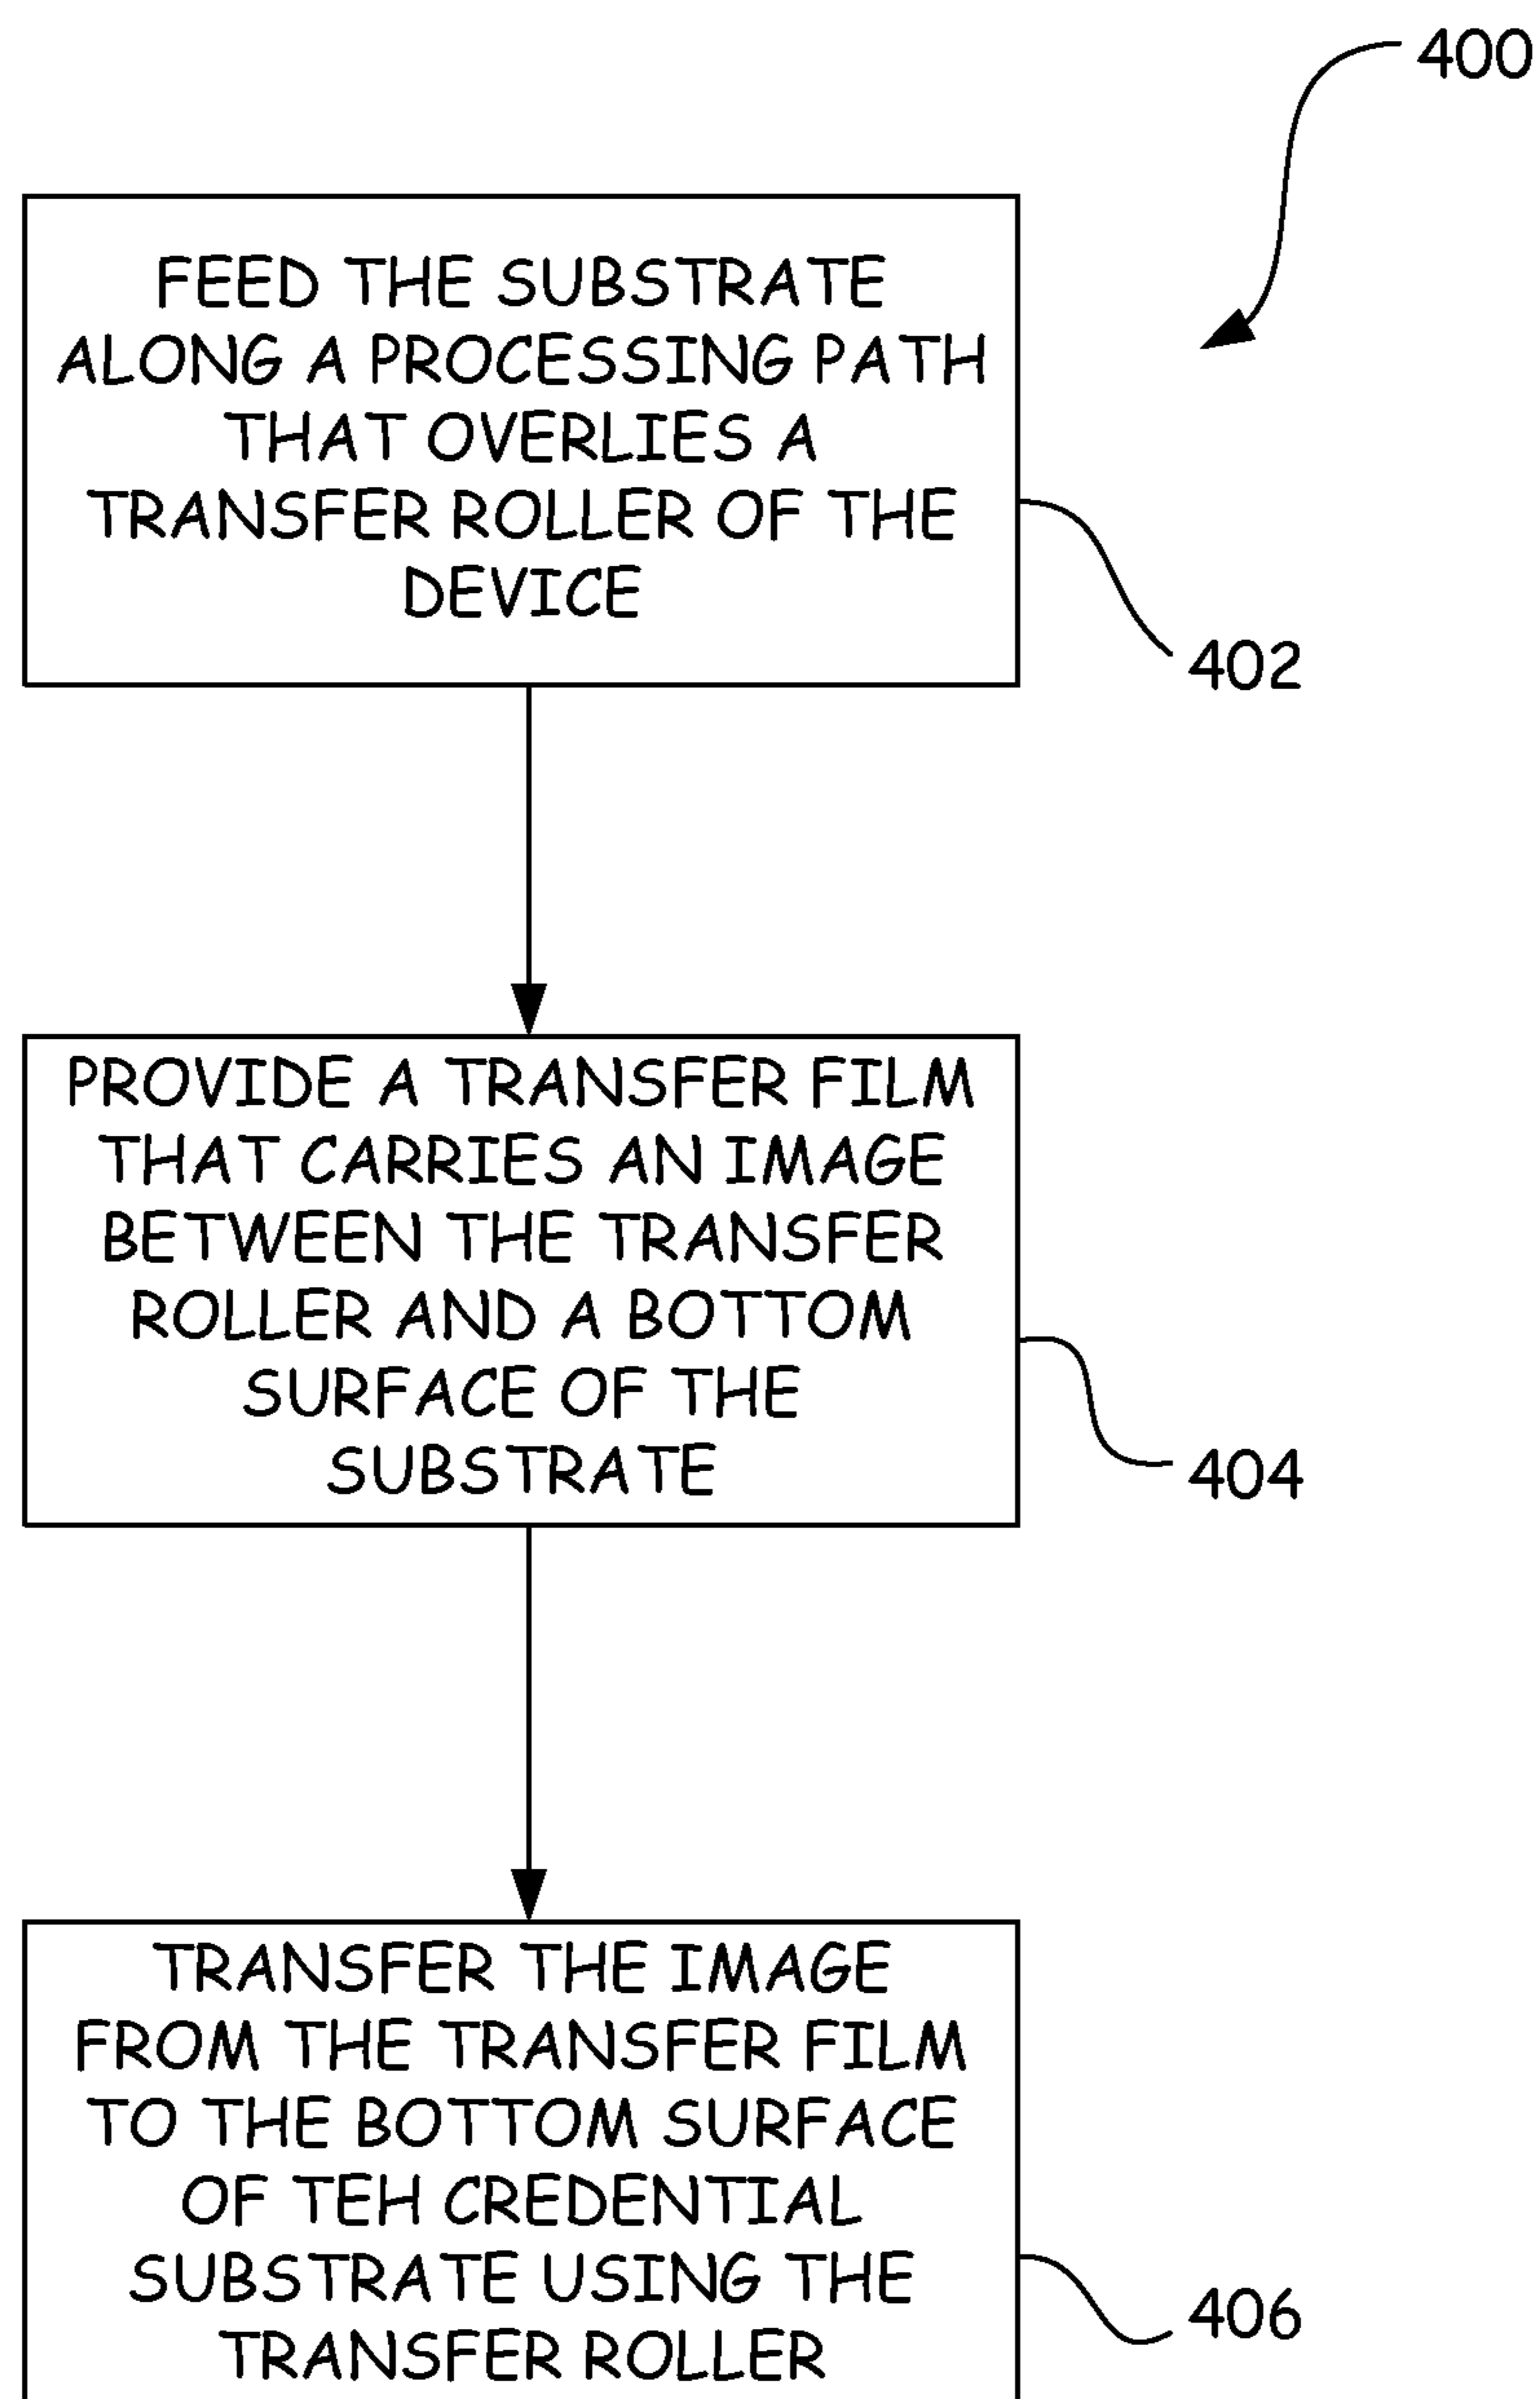 400
FEED THE SUBSTRATE
ALONG A PROCESSING PATH
THAT OVERLIES A
TRANSFER ROLLER OF THE
DEVICE
402
PROVIDE A TRANSFER FILM
THAT CARRIES AN IMAGE
BETWEEN THE TRANSFER
ROLLER AND A BOTTOM
SURFACE OF THE
SUBSTRATE
404
TRANSFER THE IMAGE
FROM THE TRANSFER FILM
TO THE BOTTOM SURFACE
OF TEH CREDENTIAL
SUBSTRATE USING THE
TRANSFER ROLLER
406